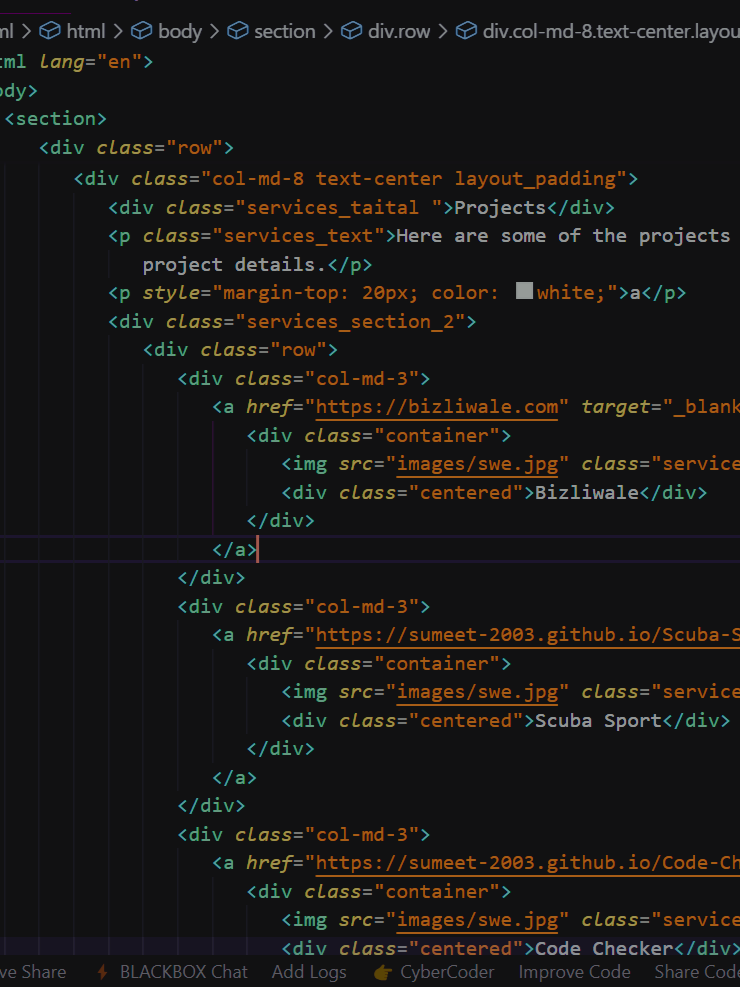 ml > html > body > section > div.row > div.col-md-8.text-center.layou
tml lang="en">
ody>
<section>
<div class="row">
<div class="col-md-8 text-center layout_padding">
<div class="services_taital ">Projects</div>
<p class="services_text">Here are some of the projects
project details.</p>
<p style="margin-top: 20px; color: white;">a</p>
<div class="services_section_2">
<div class="row">
<div class="col-md-3">
<a href="https://bizliwale.com" target="_blank
<div class="container">
<img src="images/swe.jpg" class="service
<div class="centered">Bizliwale</div>
</div>
</a>
</div>
<div class="col-md-3">
<a href="https://sumeet-2003.github.io/Scuba-S
<div class="container">
<img src="images/swe.jpg" class="service
<div class="centered">Scuba Sport</div>
</div>
</a>
</div>
<div class="col-md-3">
<a href="https://sumeet-2003.github.io/Code-Ch
<div class="container">
<img src="images/swe.jpg" class="service
<div class="centered">Code Checker</div>
ve Share BLACKBOX Chat Add Logs CyberCoder Improve Code Share Code